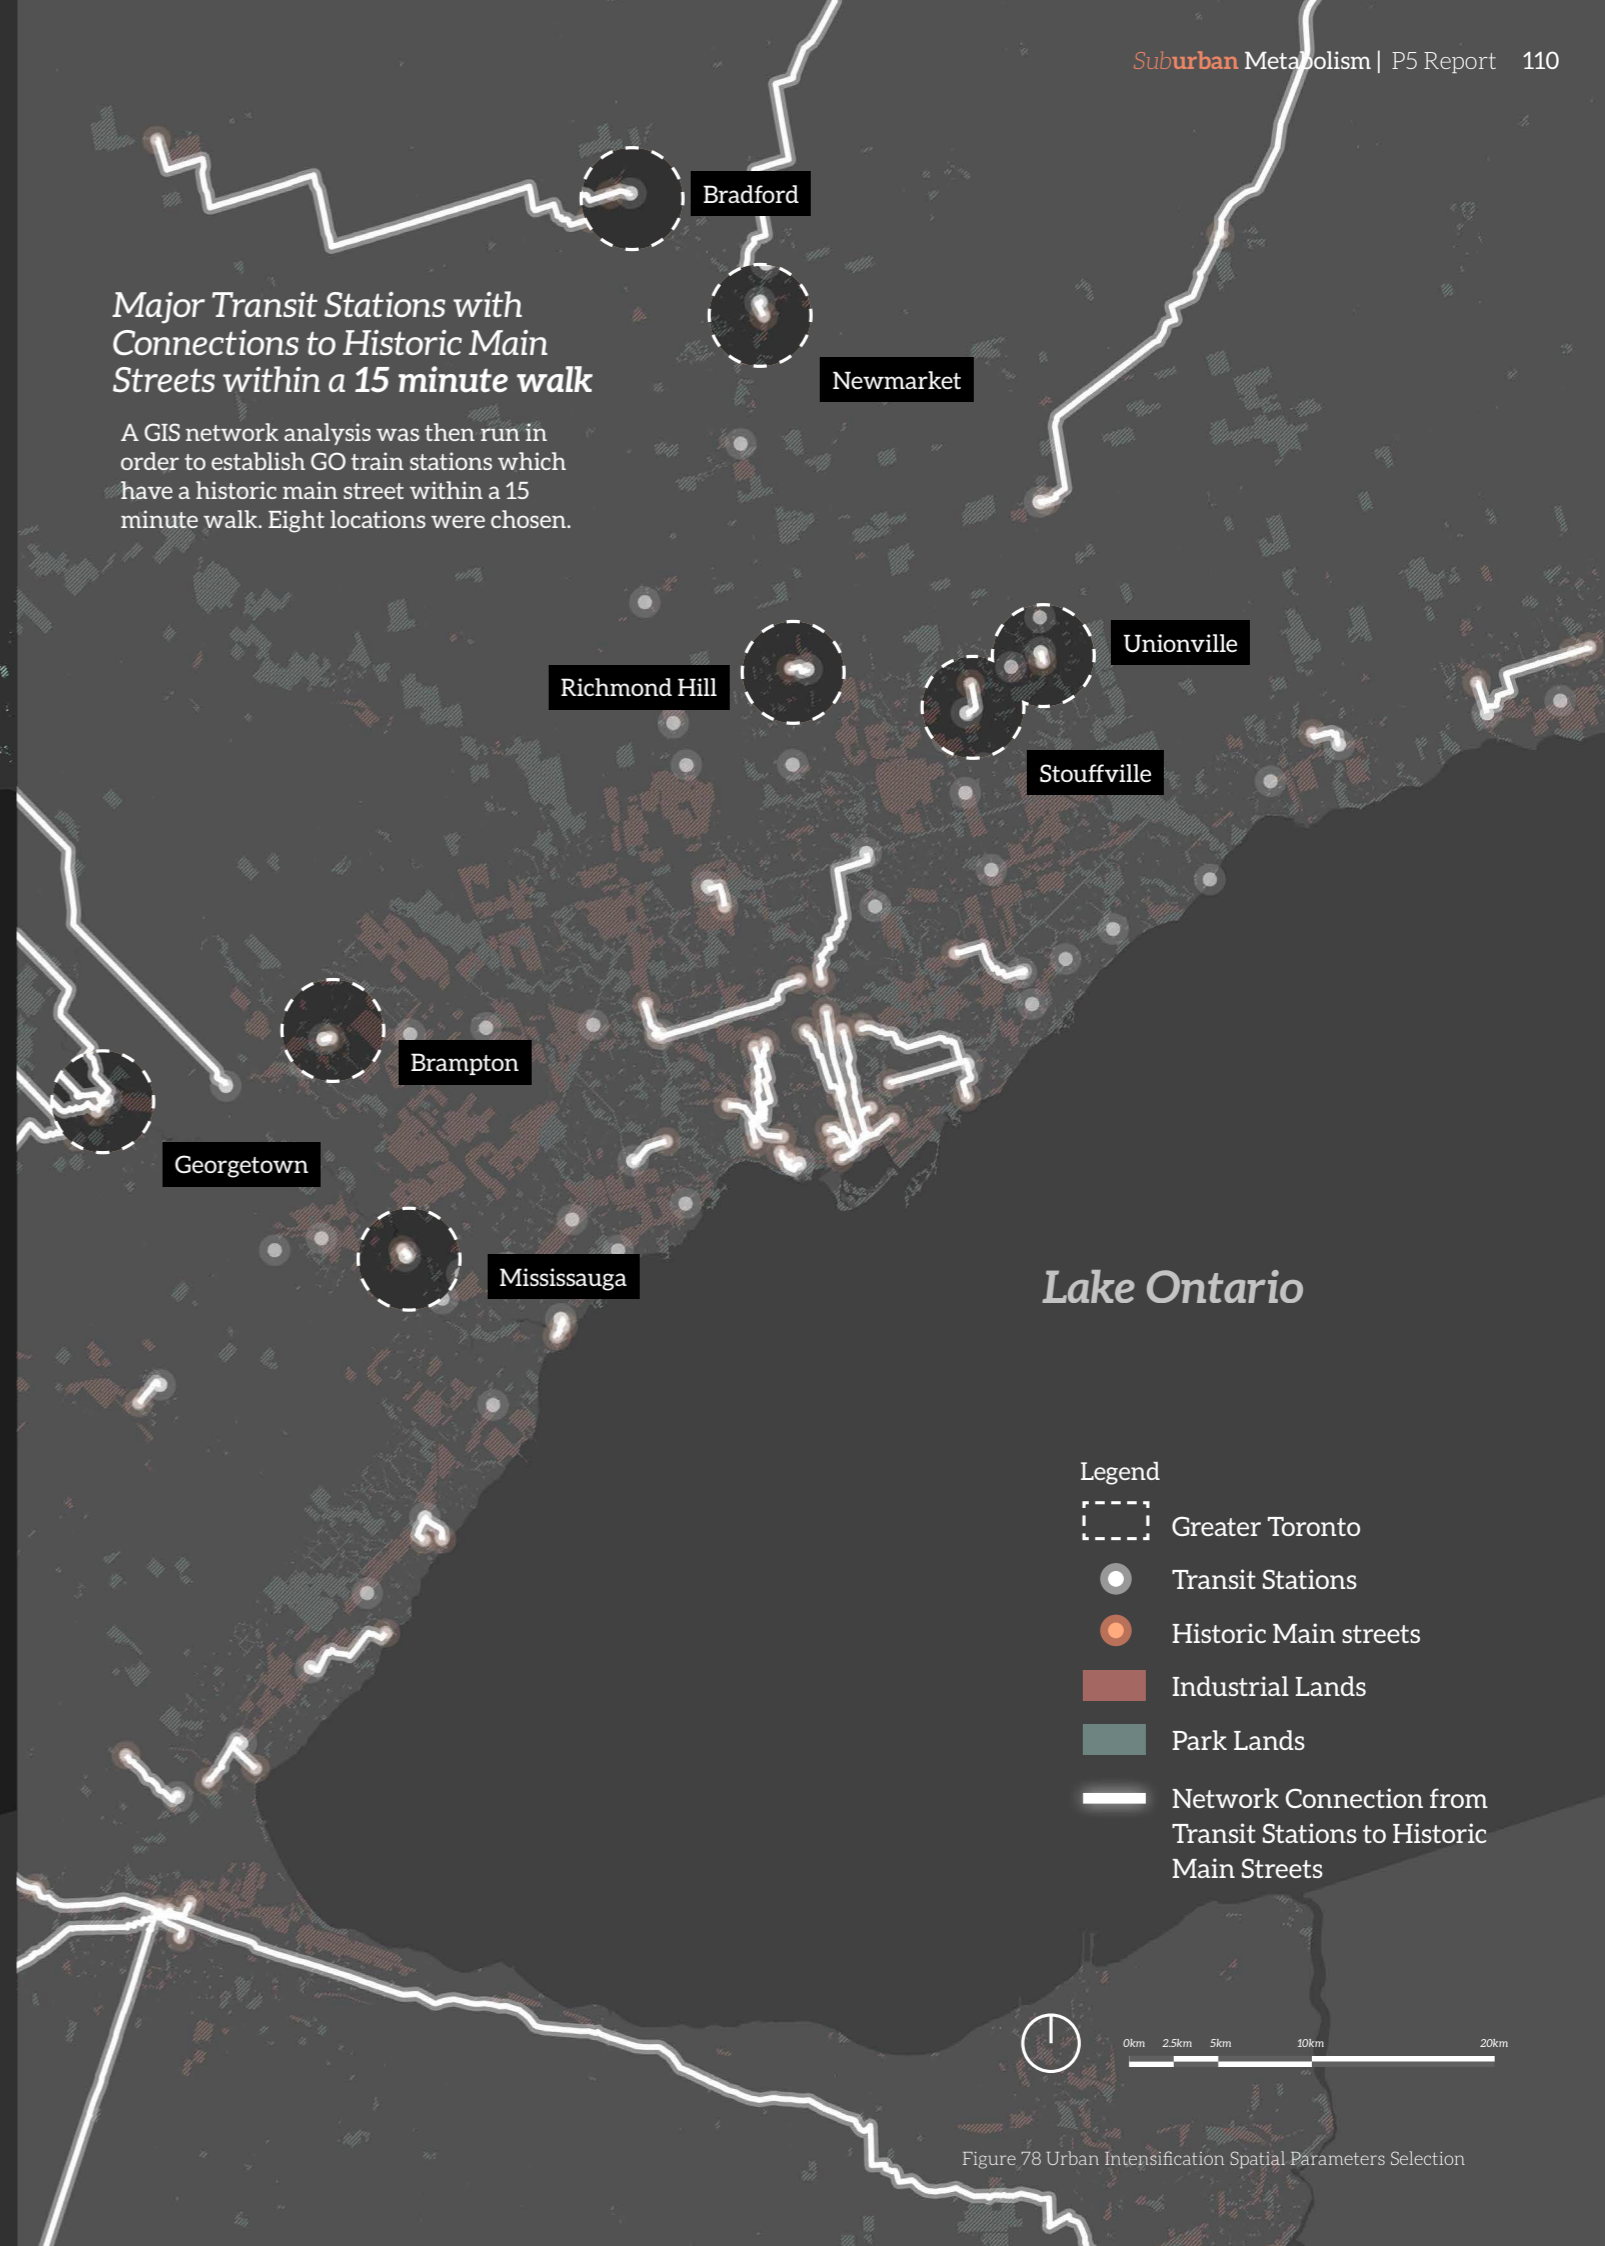 Suburban Metabolism | P5 Report 110
Bradford
Major Transit Stations with
Connections to Historic Main
Streets within a 15 minute walk
A GIS network analysis was then run in
order to establish GO train stations which
have a historic main street within a 15
minute walk. Eight locations were chosen.
Newmarket
Unionville
Richmond Hill
Stouffville
Brampton
Georgetown
Mississauga
Lake Ontario
Legend
Greater Toronto
Transit Stations
Historic Main streets
Industrial Lands
Park Lands
Network Connection from
Transit Stations to Historic
Main Streets
0km 2.5km 5km 10km 20km
Figure 78 Urban Intensification Spatial Parameters Selection